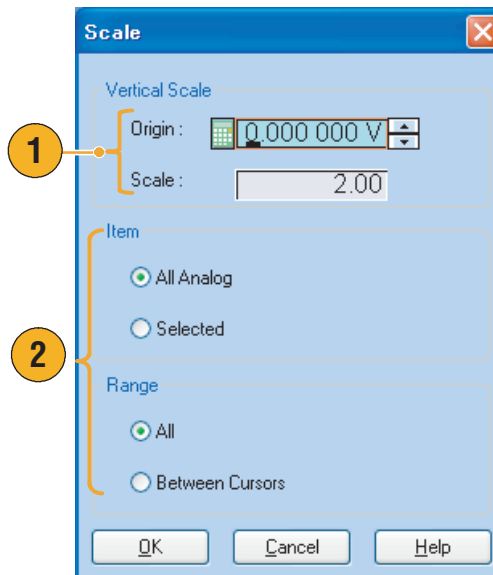 Scale
Vertical Scale
1
Origin :
0.000 000 V
Scale :
2.00
Item
All Analog
Selected
2
Range
All
Between Cursors
OK Cancel Help